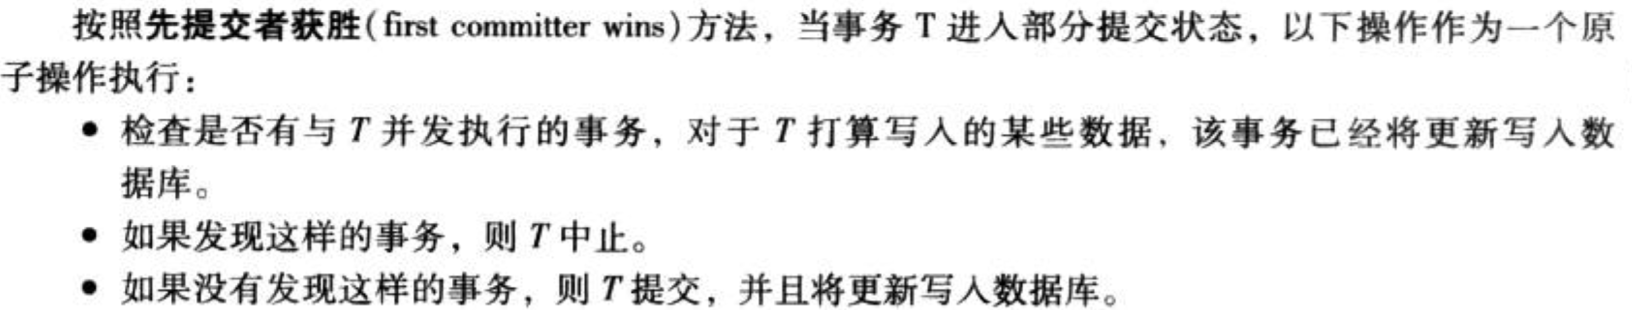 按照先提交者获胜(first committer wins)方法，当事务 T 进入部分提交状态，以下操作作为一个原
子操作执行：
● 检查是否有与 T 并发执行的事务，对于 T 打算写入的某些数据，该事务已经将更新写入数
据库。
● 如果发现这样的事务，则 T 中止。
● 如果没有发现这样的事务，则 T 提交，并且将更新写入数据库。